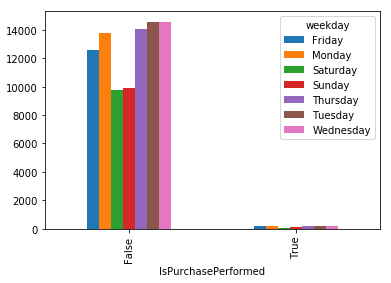 weekday
Friday
Monday
Saturday
Sunday
Thursday
Tuesday
Wednesday
14000
12000
10000
8000
6000
4000
2000
0
False
True
IsPurchasePerformed